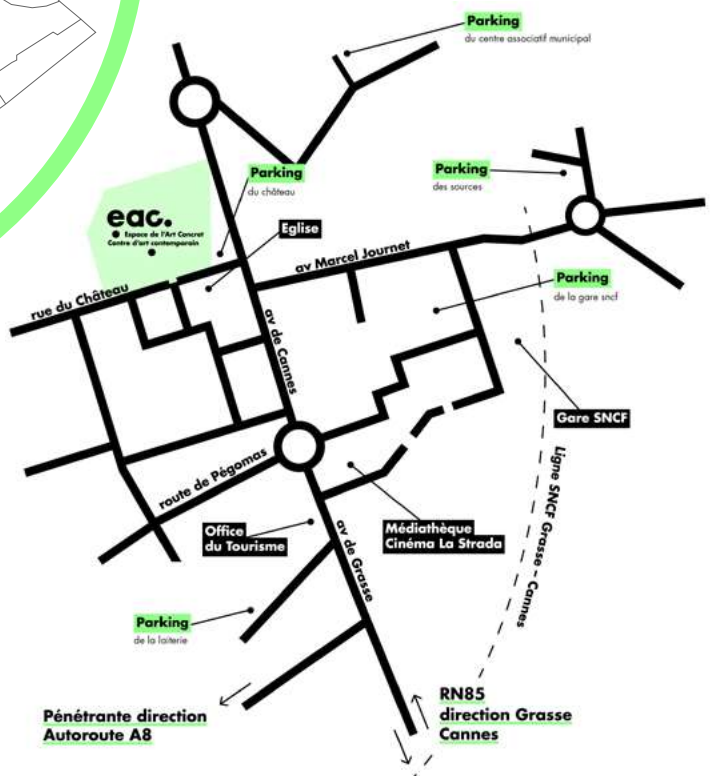 Parking
du centre associatif municipal
Parking
du château
Parking
des sources
eac.
Espace de l'Art Concret
Centre d'art contemporain
Eglise
av Marcel Journet
Parking
de la gare sncf
rue du Château
av de Cannes
Gare SNCF
Ligne SNCF Grasse - Cannes
route de Pégomas
Office
du Tourisme
av de Grasse
Médiathèque
Cinéma La Strada
Parking
de la laiterie
Pénétrante direction
Autoroute A8
RN85
direction Grasse
Cannes